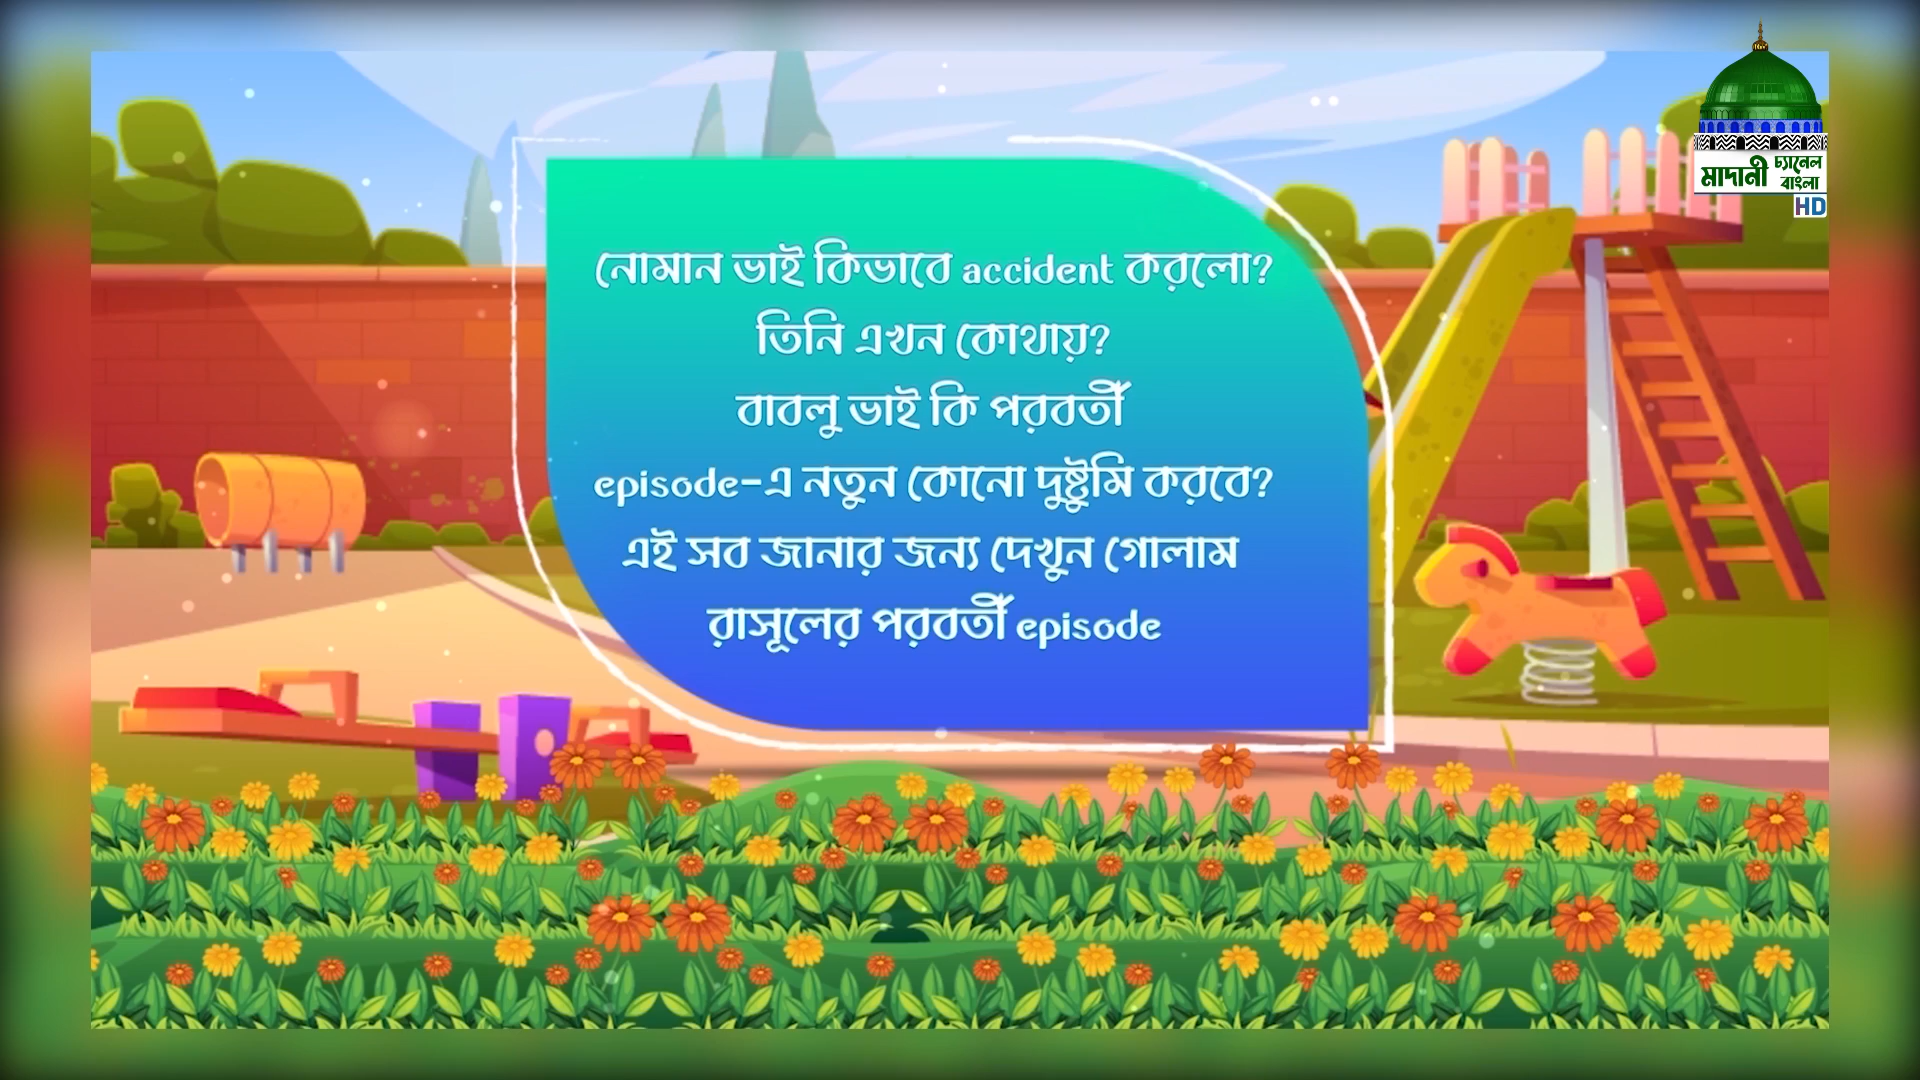 মাদানী চ্যানেল
বাংলা
HD
নোমান ভাই কিভাবে accident করলো?
তিনি এখন কোথায়?
বাবলু ভাই কি পরবর্তী
episode-এ নতুন কোনো দুষ্টুমি করবে?
এই সব জানার জন্য দেখুন গোলাম
রাসূলের পরবর্তী episode